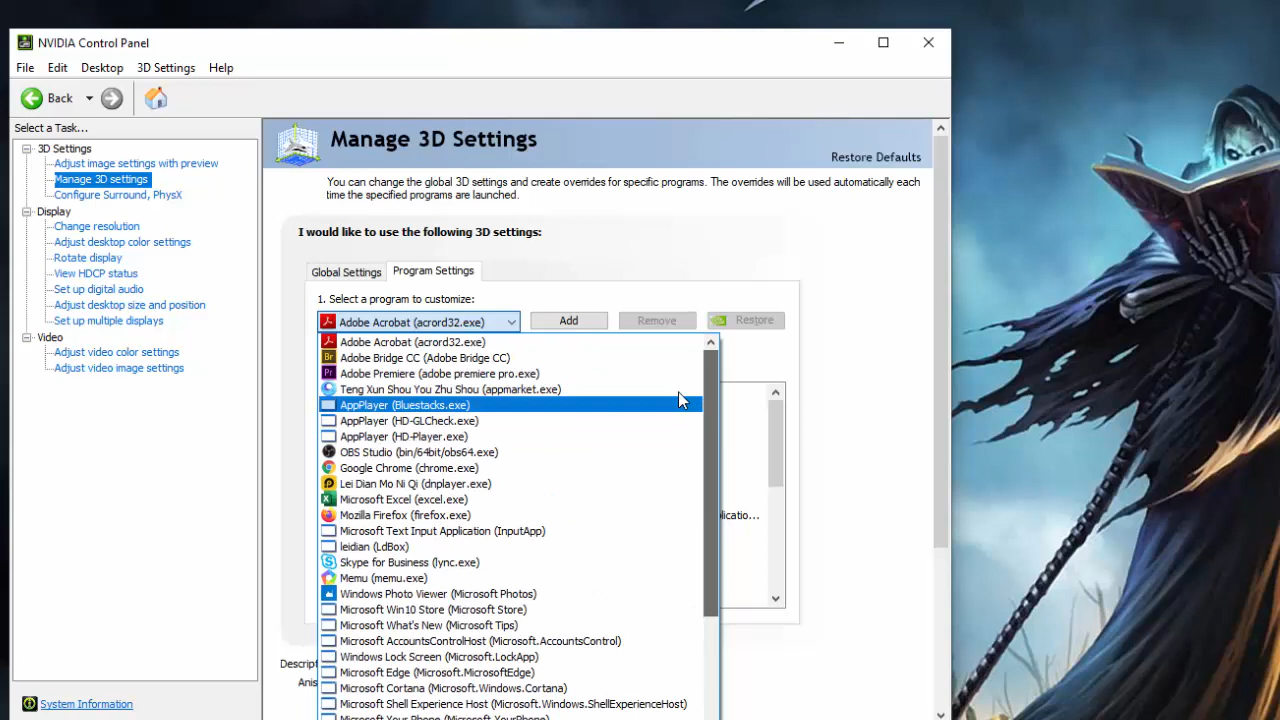 NVIDIA Control Panel
File Edit Desktop 3D Settings Help
Back
Select a Task...
3D Settings
Adjust image settings with preview
Manage 3D settings
Configure Surround, PhysX
Display
Change resolution
Adjust desktop color settings
Rotate display
View HDCP status
Set up digital audio
Adjust desktop size and position
Set up multiple displays
Video
Adjust video color settings
Adjust video image settings
System Information
Manage 3D Settings
Restore Defaults
You can change the global 3D settings and create overrides for specific programs. The overrides will be used automatically each
time the specified programs are launched.
I would like to use the following 3D settings:
Global Settings Program Settings
1. Select a program to customize:
Adobe Acrobat (acrord32.exe) Add Remove Restore
Adobe Acrobat (acrord32.exe)
Br Adobe Bridge CC (Adobe Bridge CC)
Pr Adobe Premiere (adobe premiere pro.exe)
Teng Xun Shou You Zhu Shou (appmarket.exe)
AppPlayer (Bluestacks.exe)
AppPlayer (HD-GLCheck.exe)
AppPlayer (HD-Player.exe)
OBS Studio (bin/64bit/obs64.exe)
Google Chrome (chrome.exe)
Lei Dian Mo Ni Qi (dnplayer.exe)
Microsoft Excel (excel.exe)
Mozilla Firefox (firefox.exe)
Microsoft Text Input Application (InputApp)
leidian (LdBox)
Skype for Business (lync.exe)
Memu (memu.exe)
Windows Photo Viewer (Microsoft Photos)
Microsoft Win10 Store (Microsoft Store)
Microsoft What's New (Microsoft Tips)
Microsoft AccountsControlHost (Microsoft.AccountsControl)
Windows Lock Screen (Microsoft.LockApp)
Microsoft Edge (Microsoft.MicrosoftEdge)
Microsoft Cortana (Microsoft.Windows.Cortana)
Microsoft Shell Experience Host (Microsoft.Windows.ShellExperienceHost)
Microsoft Your Phone (Microsoft.YourPhone)
plicatio...
Descript
Anis